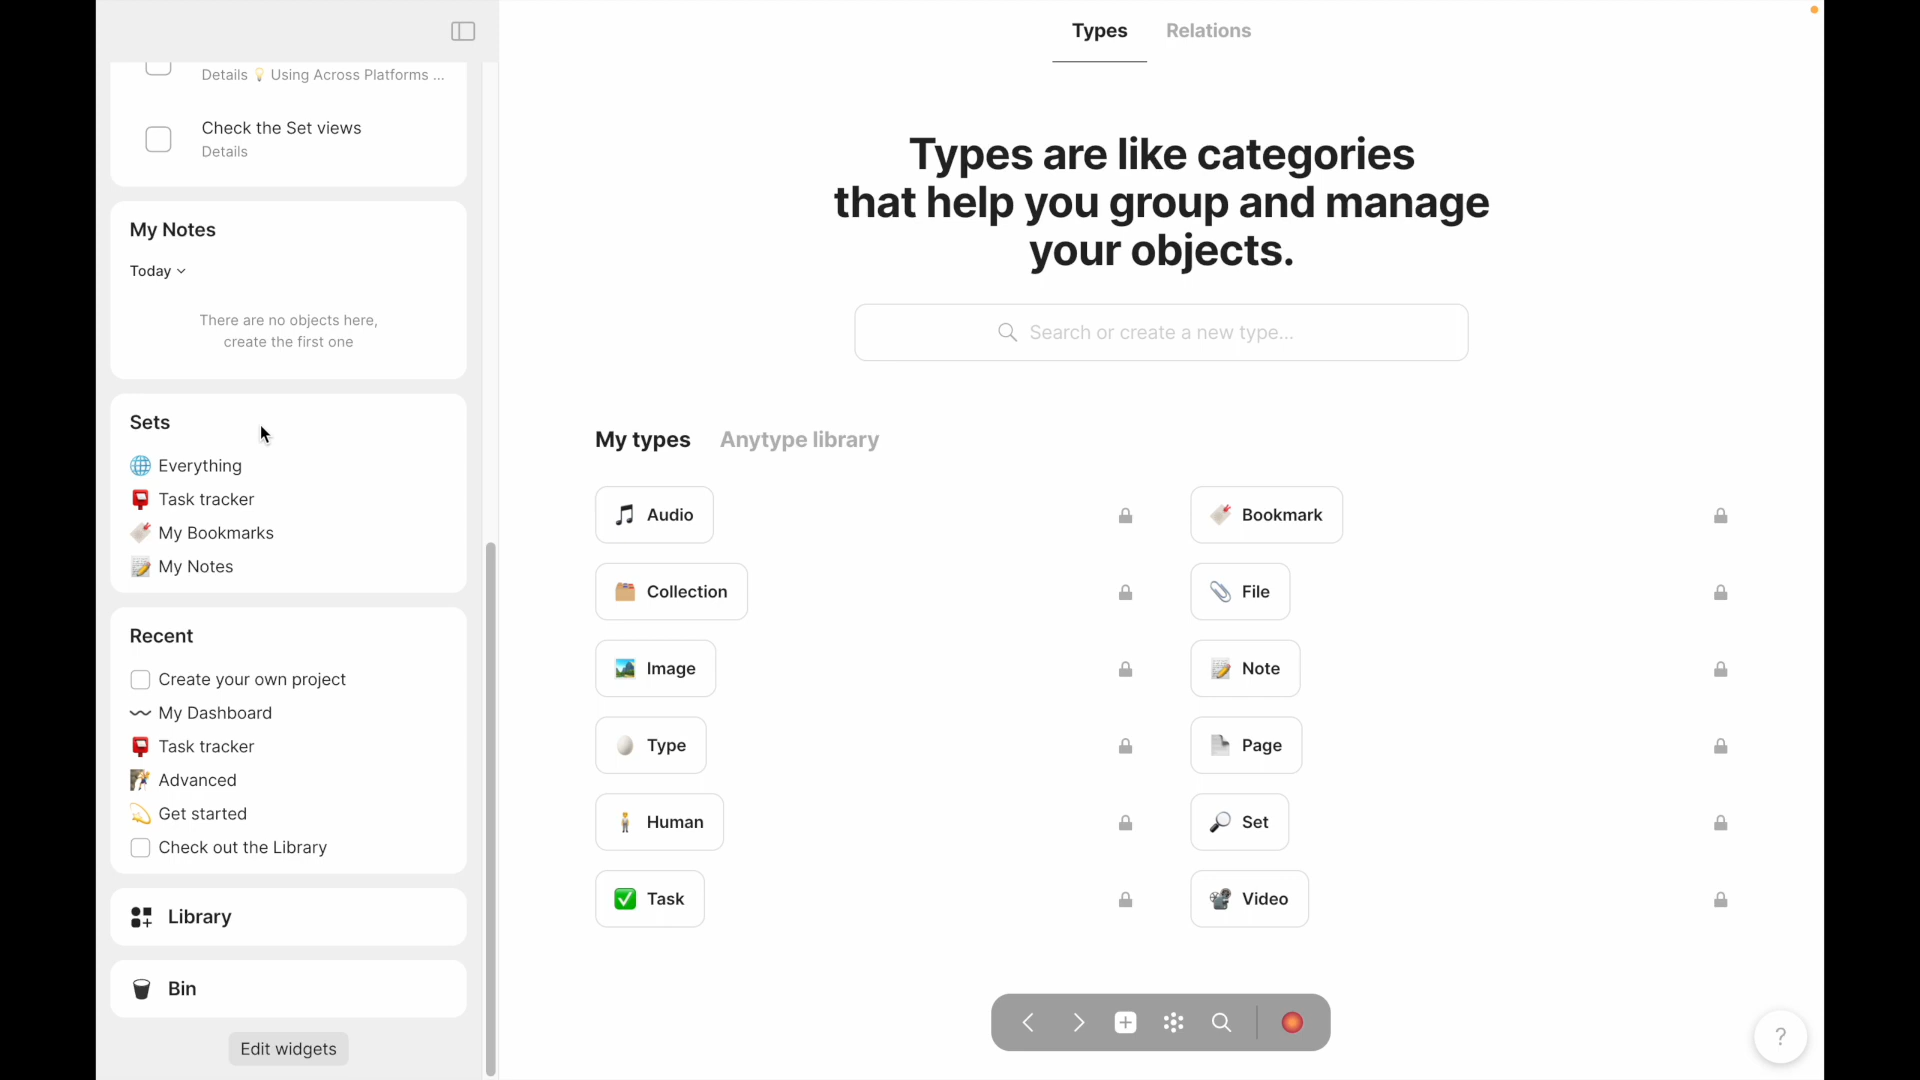 Details 💡 Using Across Platforms ...
Check the Set views
Details
My Notes
Today
There are no objects here,
create the first one
Sets
Everything
Task tracker
My Bookmarks
My Notes
Recent
Create your own project
My Dashboard
Task tracker
Advanced
Get started
Check out the Library
Library
Bin
Edit widgets
Types Relations
Types are like categories
that help you group and manage
your objects.
Search or create a new type...
My types Anytype library
Audio Bookmark
Collection File
Image Note
Type Page
Human Set
Task Video
?